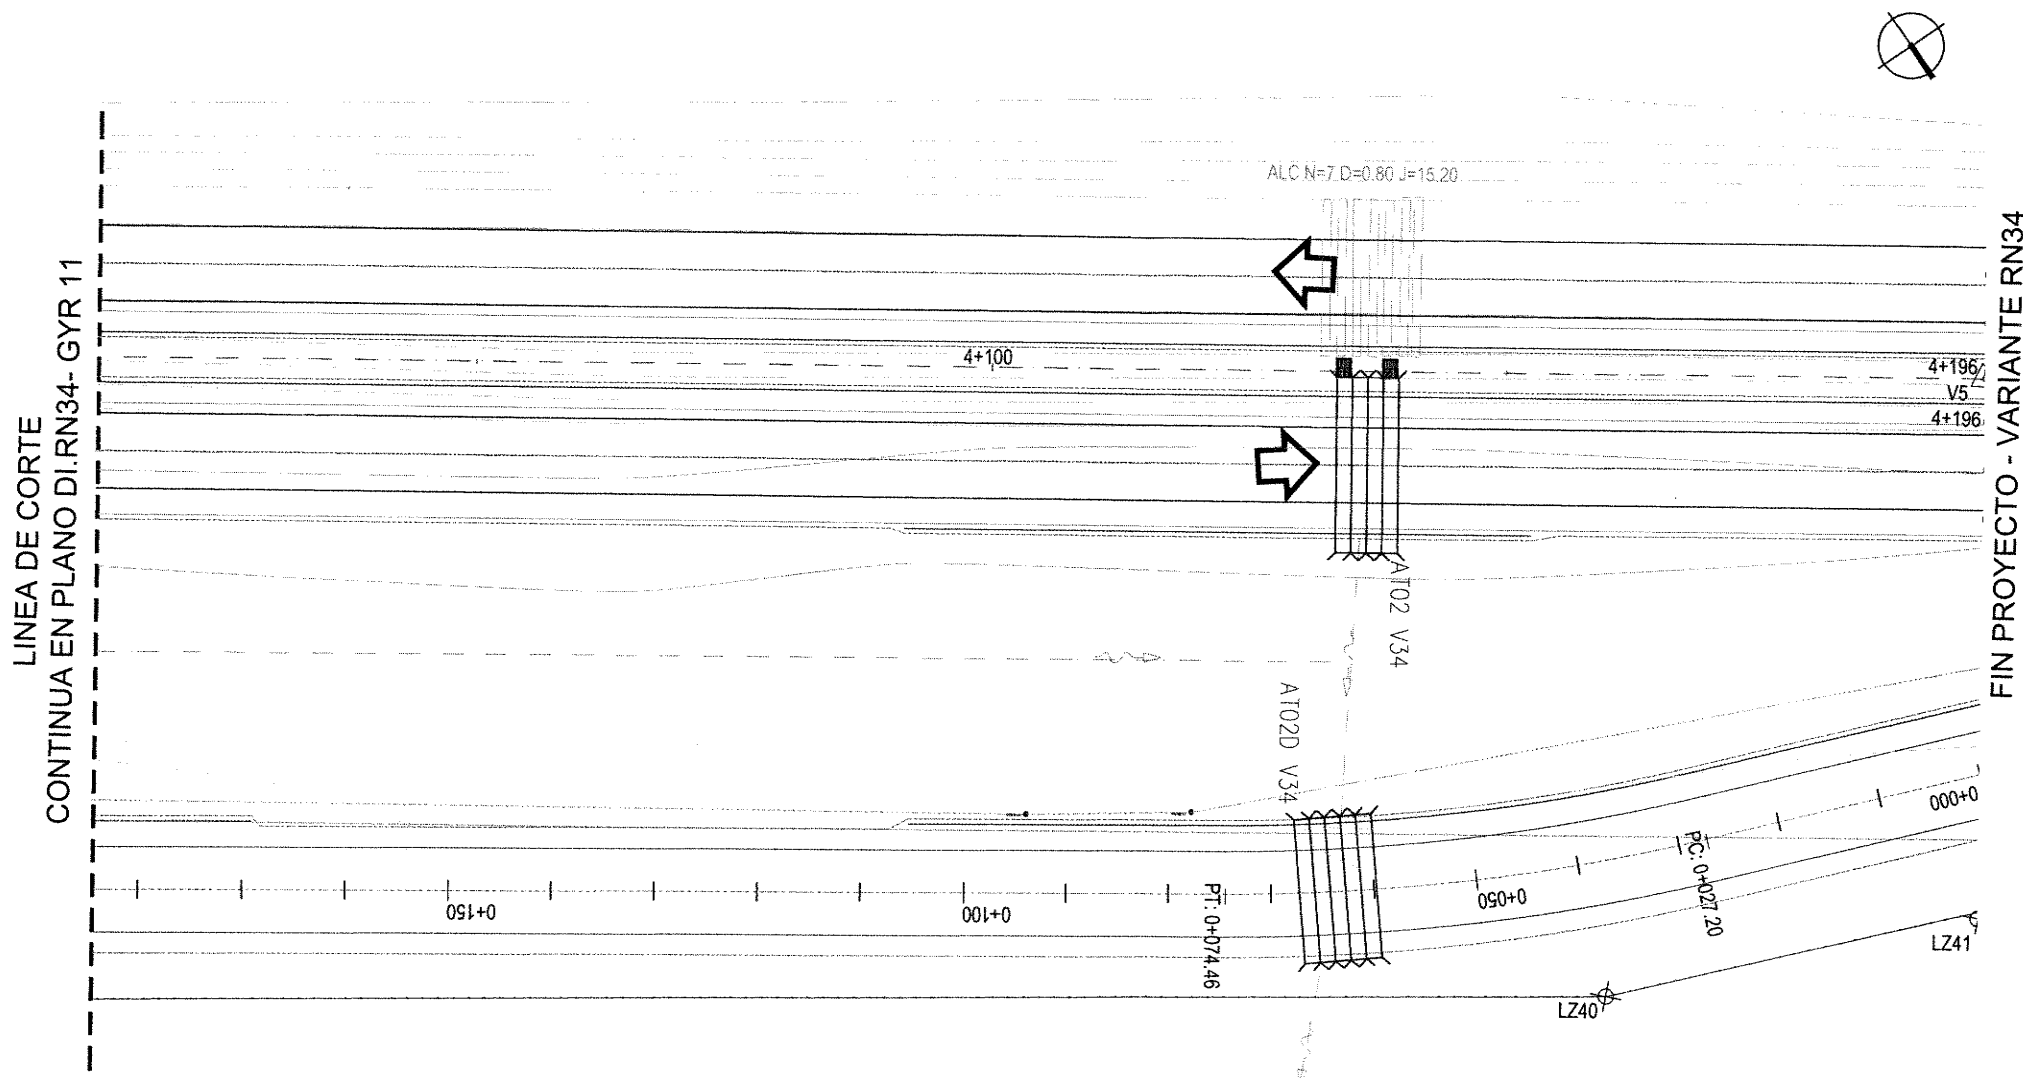 ALC N=7 D=0.80 J=15.20
LINEA DE CORTE
CONTINUA EN PLANO DI.RN34- GYR 11
4+100
4+196
V5
4+196
FIN PROYECTO - VARIANTE RN34
AT02 V34
AT02D V34
0+150
0+100
PT: 0+074.46
0+050
PC: 0+027.20
0+000
LZ40
LZ41